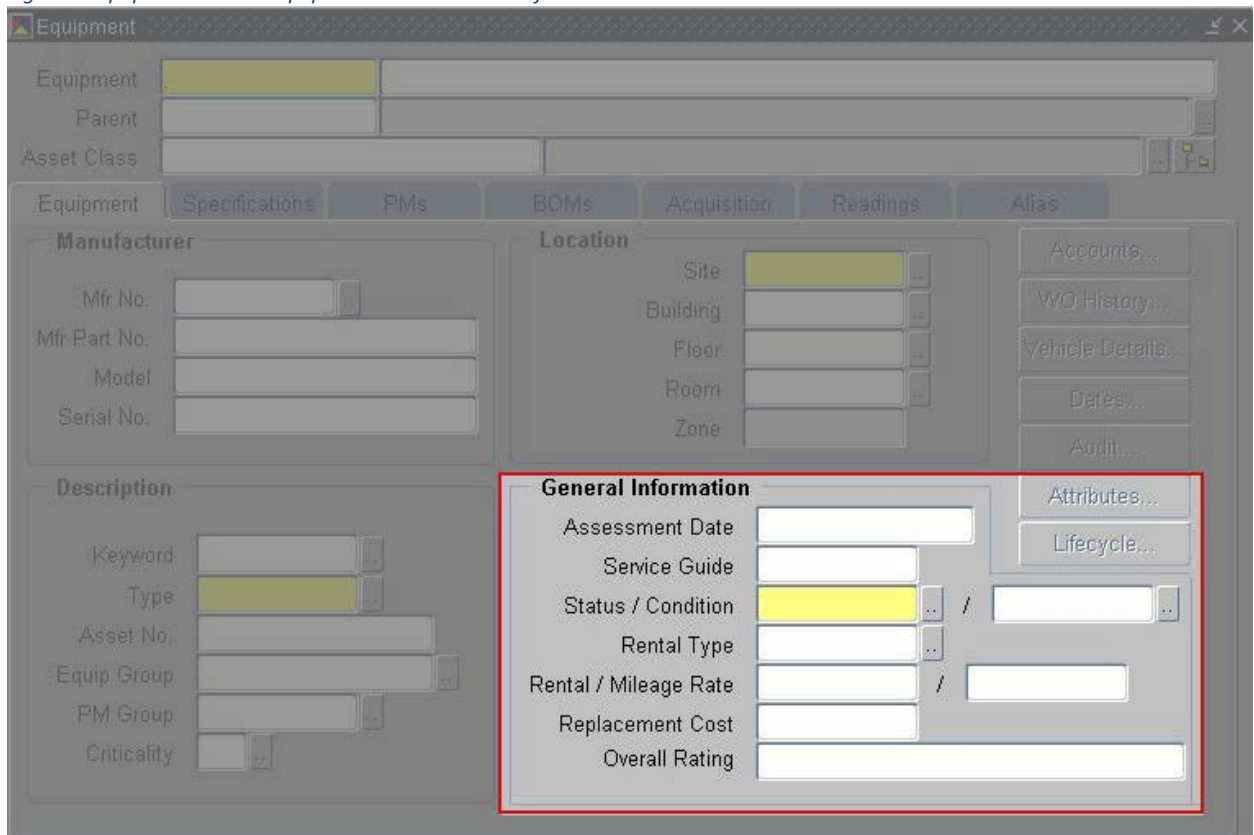 Equipment
Equipment
Parent
Asset Class
Equipment Specifications PMs BOMs Acquisition Readings Alias
Manufacturer
Mfr No.
Mfr Part No.
Model
Serial No.
Location
Site
Building
Floor
Room
Zone
Accounts...
WO History...
Vehicle Details...
Dates...
Audit...
Attributes...
Lifecycle...
Description
Keyword
Type
Asset No.
Equip Group
PM Group
Criticality
General Information
Assessment Date
Service Guide
Status / Condition /
Rental Type
Rental / Mileage Rate /
Replacement Cost
Overall Rating